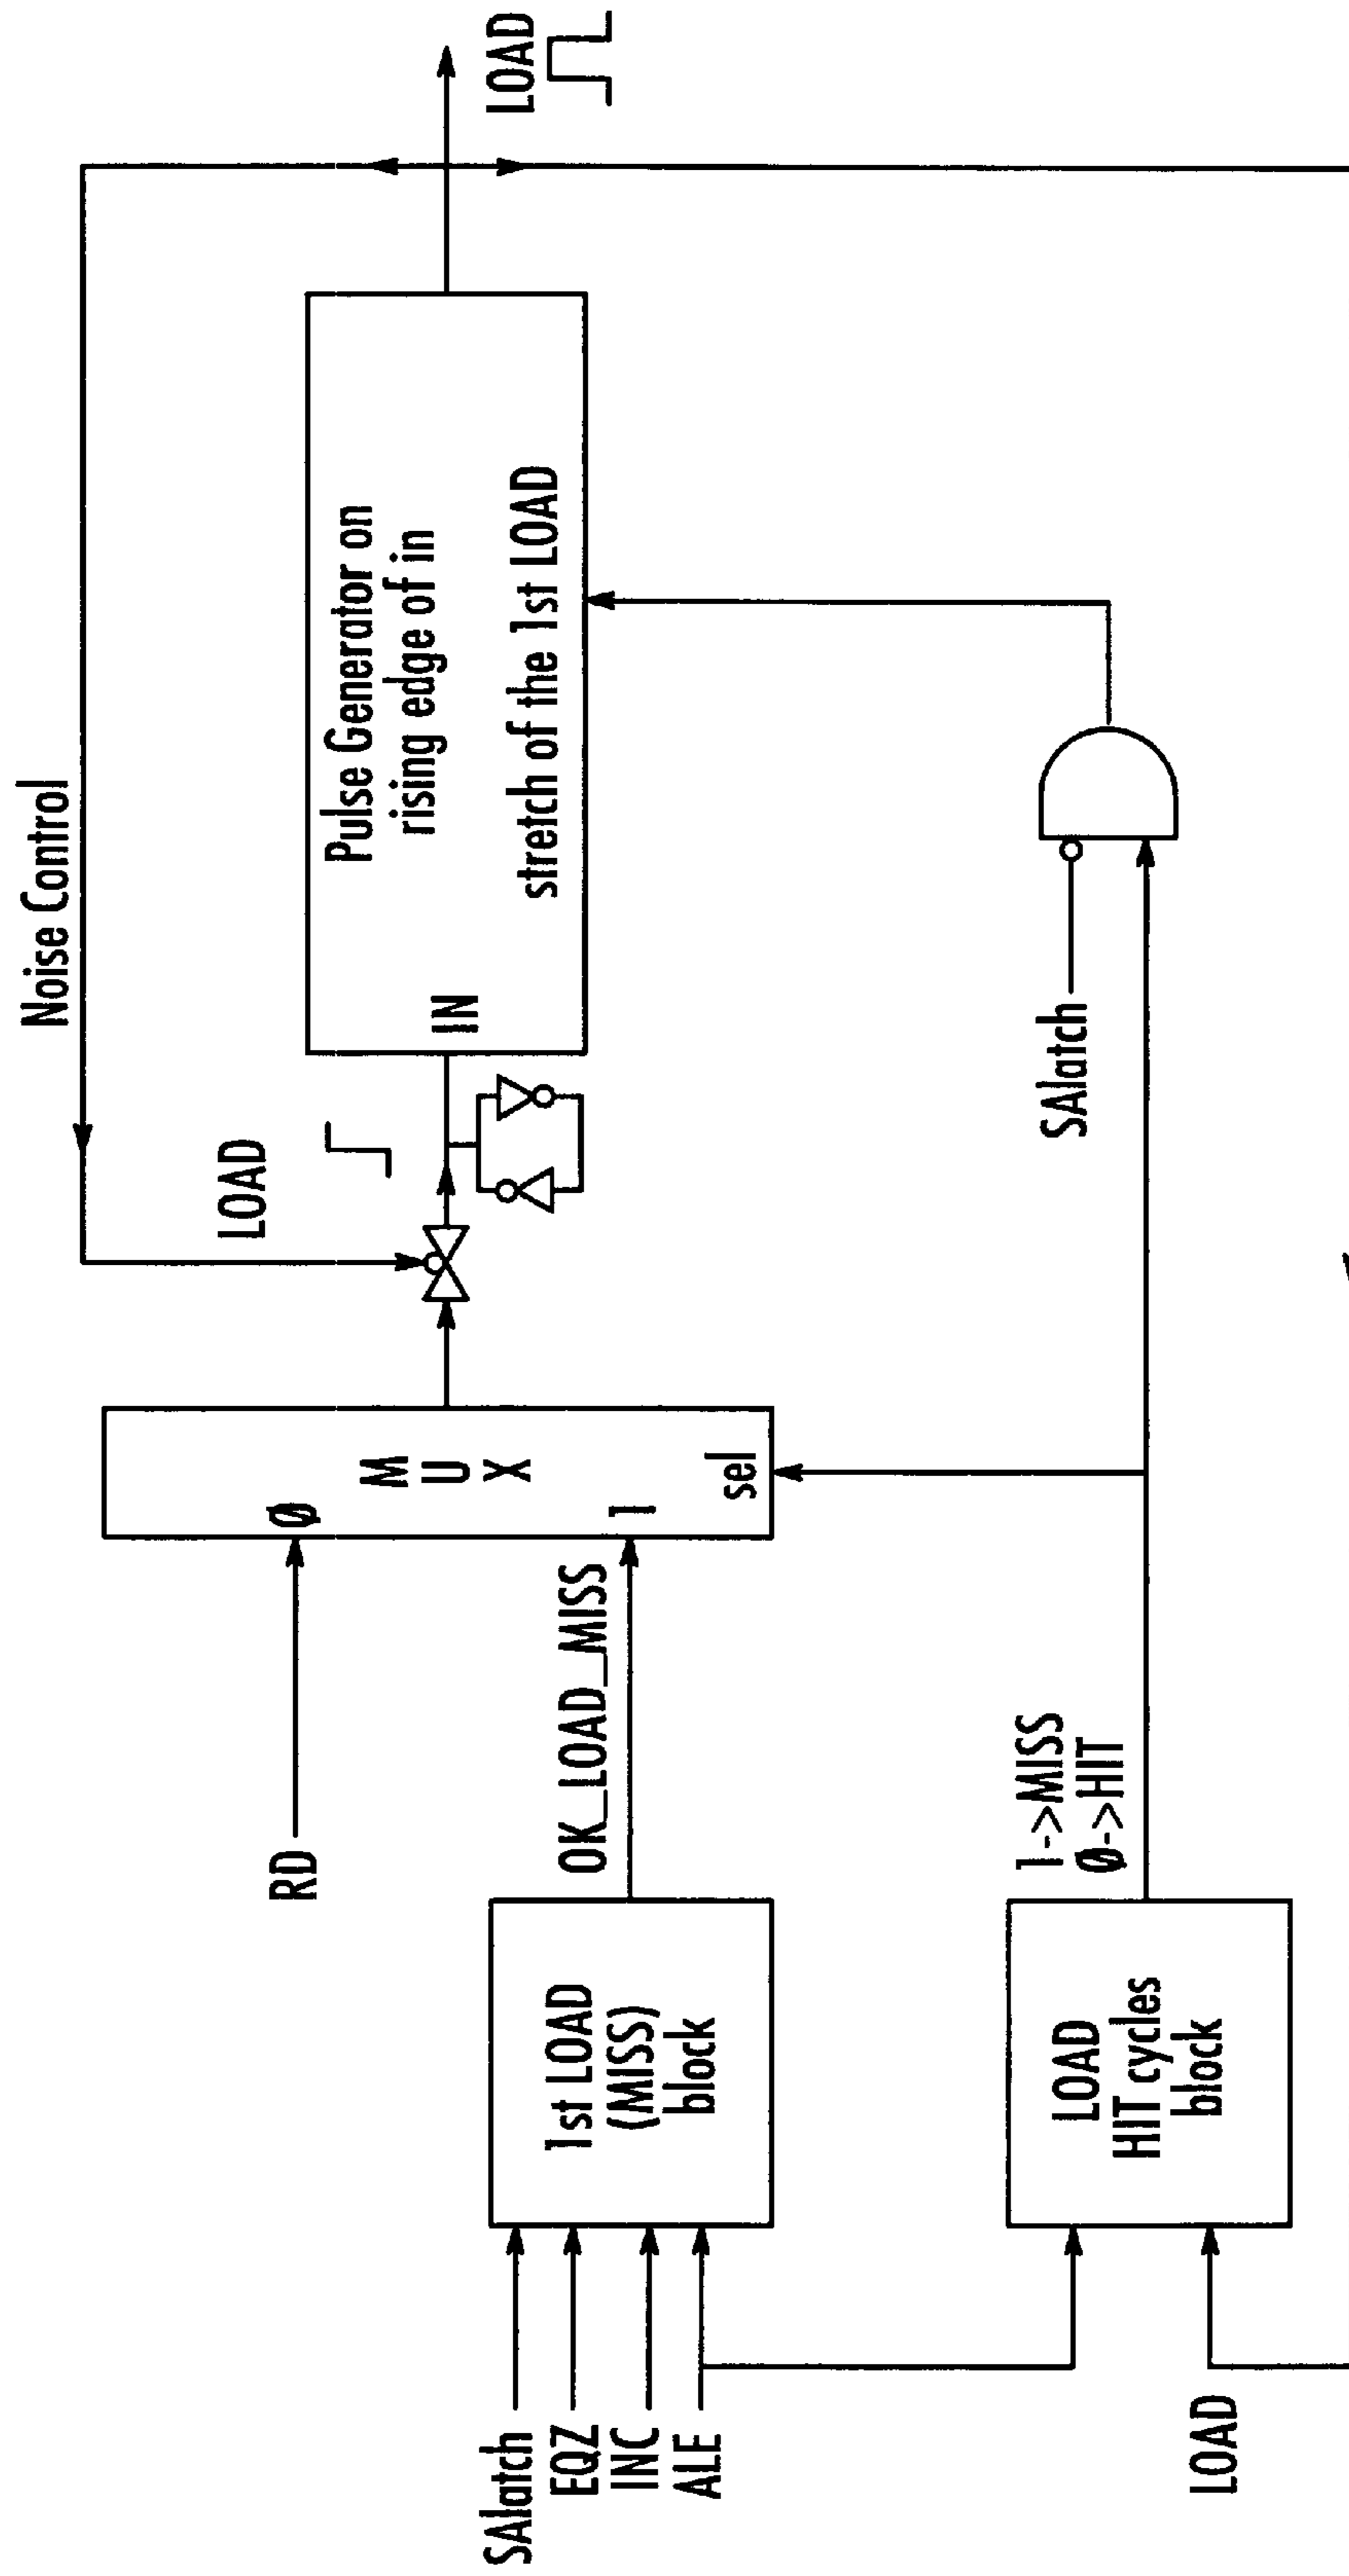 Noise Control
LOAD
Pulse Generator on
rising edge of in
IN
stretch of the 1st LOAD
LOAD
RD
Ø
M
U
X
1
sel
OK_LOAD_MISS
SAlatch
EQZ
INC
ALE
1st LOAD
(MISS)
block
1->MISS
Ø->HIT
SAlatch
LOAD
HIT cycles
block
LOAD